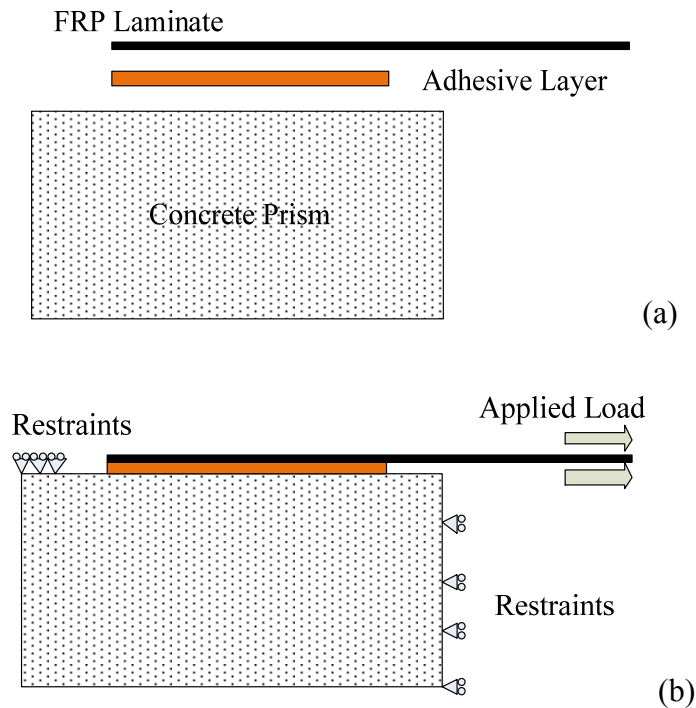 FRP Laminate
Adhesive Layer
Concrete Prism
(a)
Applied Load
Restraints
Restraints
(b)